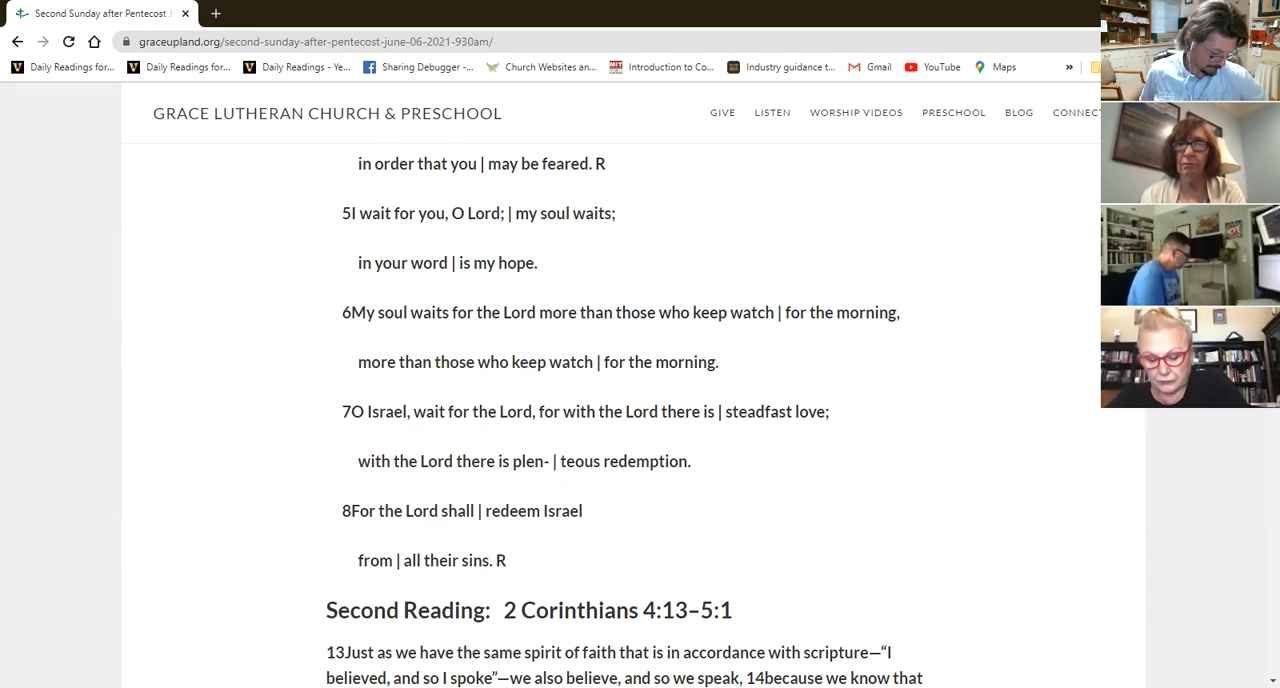 Second Sunday after Pentecost J
graceupland.org/second-sunday-after-pentecost-june-06-2021-930am/
Daily Readings for... Daily Readings for... Daily Readings - Ye... Sharing Debugger -... Church Websites an... Introduction to Co... Industry guidance t... Gmail YouTube Maps »
GRACE LUTHERAN CHURCH & PRESCHOOL GIVE LISTEN WORSHIP VIDEOS PRESCHOOL BLOG CONNECT
in order that you | may be feared. R
5I wait for you, O Lord; | my soul waits;
in your word | is my hope.
6My soul waits for the Lord more than those who keep watch | for the morning,
more than those who keep watch | for the morning.
7O Israel, wait for the Lord, for with the Lord there is | steadfast love;
with the Lord there is plen- | teous redemption.
8For the Lord shall | redeem Israel
from | all their sins. R
Second Reading: 2 Corinthians 4:13–5:1
13Just as we have the same spirit of faith that is in accordance with scripture—“I
believed, and so I spoke”—we also believe, and so we speak, 14because we know that